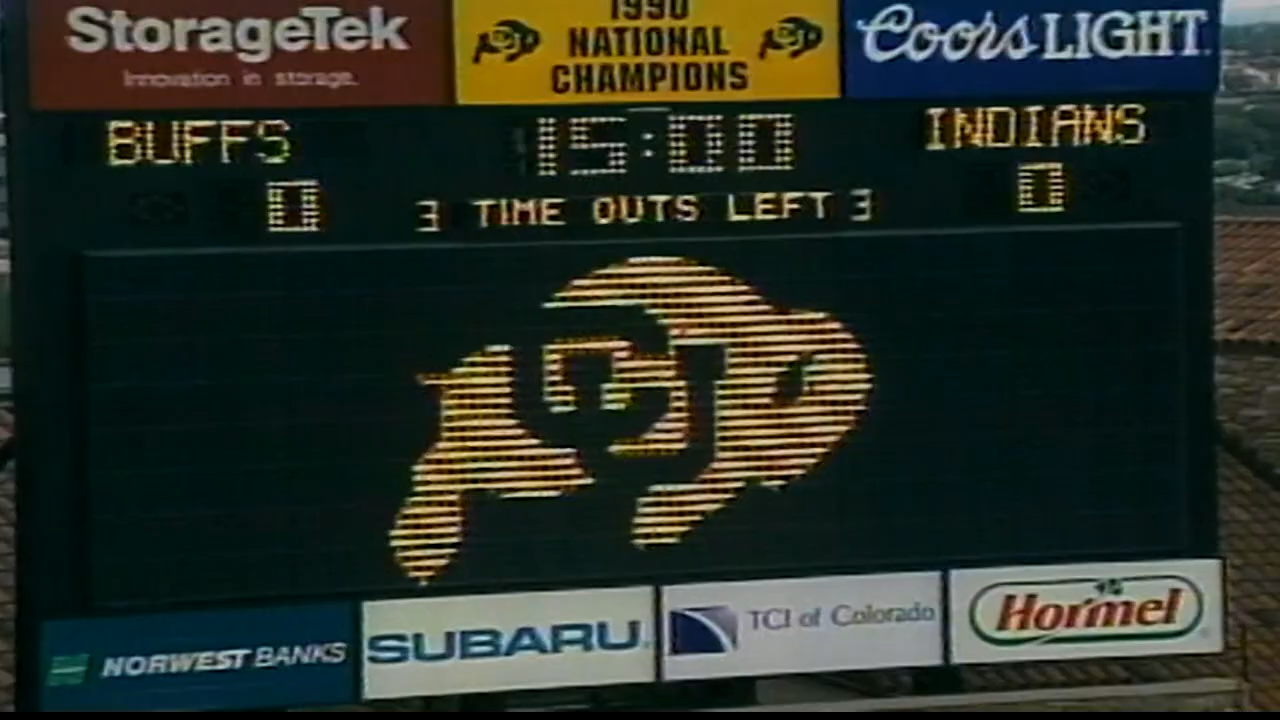 StorageTek
Innovation in storage.
1990
NATIONAL
CHAMPIONS
Coors LIGHT
BUFFS
15:00
INDIANS
0
3 TIME OUTS LEFT 3
0
CU
NORWEST BANKS
SUBARU
TCI of Colorado
Hormel